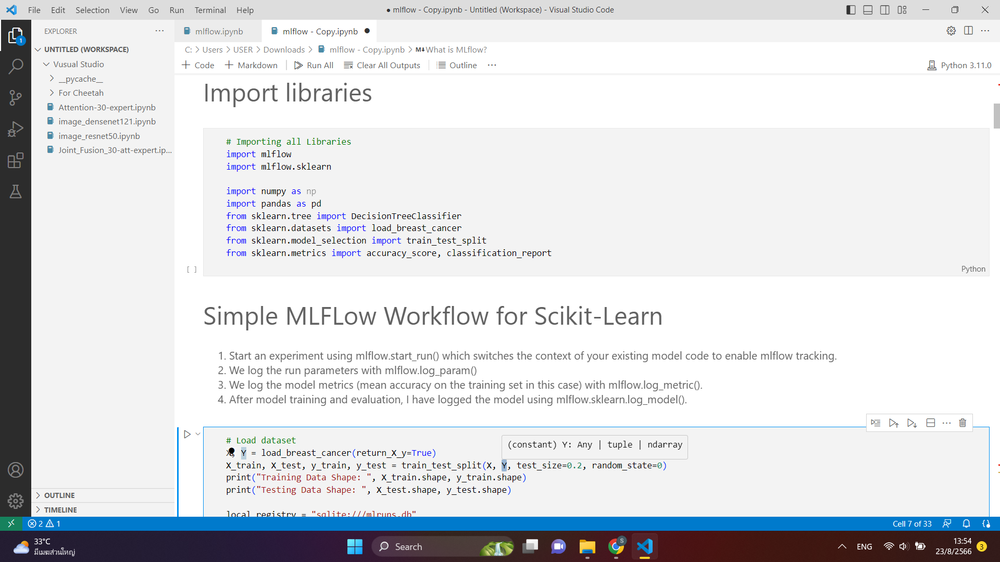 File Edit Selection View Go Run Terminal Help
● mlflow - Copy.ipynb - Untitled (Workspace) - Visual Studio Code
EXPLORER
UNTITLED (WORKSPACE)
Vusual Studio
__pycache__
For Cheetah
Attention-30-expert.ipynb
image_densenet121.ipynb
image_resnet50.ipynb
Joint_Fusion_30-att-expert.ip...
OUTLINE
TIMELINE
1
mlflow.ipynb
mlflow - Copy.ipynb ●
C: > Users > USER > Downloads > mlflow - Copy.ipynb > M↓What is MLflow?
+ Code + Markdown Run All Clear All Outputs Outline ...
Python 3.11.0
Import libraries
# Importing all Libraries
import mlflow
import mlflow.sklearn
import numpy as np
import pandas as pd
from sklearn.tree import DecisionTreeClassifier
from sklearn.datasets import load_breast_cancer
from sklearn.model_selection import train_test_split
from sklearn.metrics import accuracy_score, classification_report
[ ]
Python
Simple MLFLow Workflow for Scikit-Learn
1. Start an experiment using mlflow.start_run() which switches the context of your existing model code to enable mlflow tracking.
2. We log the run parameters with mlflow.log_param()
3. We log the model metrics (mean accuracy on the training set in this case) with mlflow.log_metric().
4. After model training and evaluation, I have logged the model using mlflow.sklearn.log_model().
# Load dataset
(constant) Y: Any | tuple | ndarray
X, Y = load_breast_cancer(return_X_y=True)
X_train, X_test, y_train, y_test = train_test_split(X, Y, test_size=0.2, random_state=0)
print("Training Data Shape: ", X_train.shape, y_train.shape)
print("Testing Data Shape: ", X_test.shape, y_test.shape)
local_registry = "sqlite:///mlruns.db"
2 1
Cell 7 of 33
33°C
มีเมฆส่วนใหญ่
Search
S
ENG
13:54
23/8/2566
3